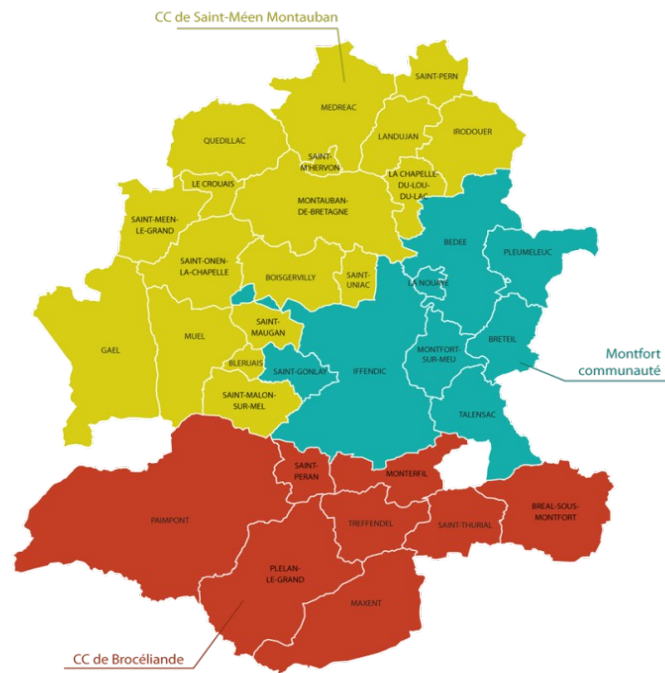 CC de Saint-Méen Montauban
SAINT-PERN
MEDREAC
IRODOUER
LANDUJAN
QUEDILLAC
SAINT-
M'HERVON
LA CHAPELLE-
DU-LOU-
DU-LAC
LE CROUAIS
MONTAUBAN-
DE-BRETAGNE
SAINT-MEEN-
LE-GRAND
BEDEE
PLEUMELEUC
SAINT-ONEN-
LA-CHAPELLE
BOISGERVILLY
SAINT-
UNIAC
LA NOUAYE
SAINT-
MAUGAN
MUEL
GAEL
BRETEIL
MONTFORT-
SUR-MEU
IFFENDIC
Montfort
communauté
BLERUAIS
SAINT-GONLAY
SAINT-MALON-
SUR-MEL
TALENSAC
SAINT-
PERAN
MONTERFIL
BREAL-SOUS-
MONTFORT
PAIMPONT
TREFFENDEL
SAINT-THURIAL
PLELAN-
LE-GRAND
MAXENT
CC de Brocéliande